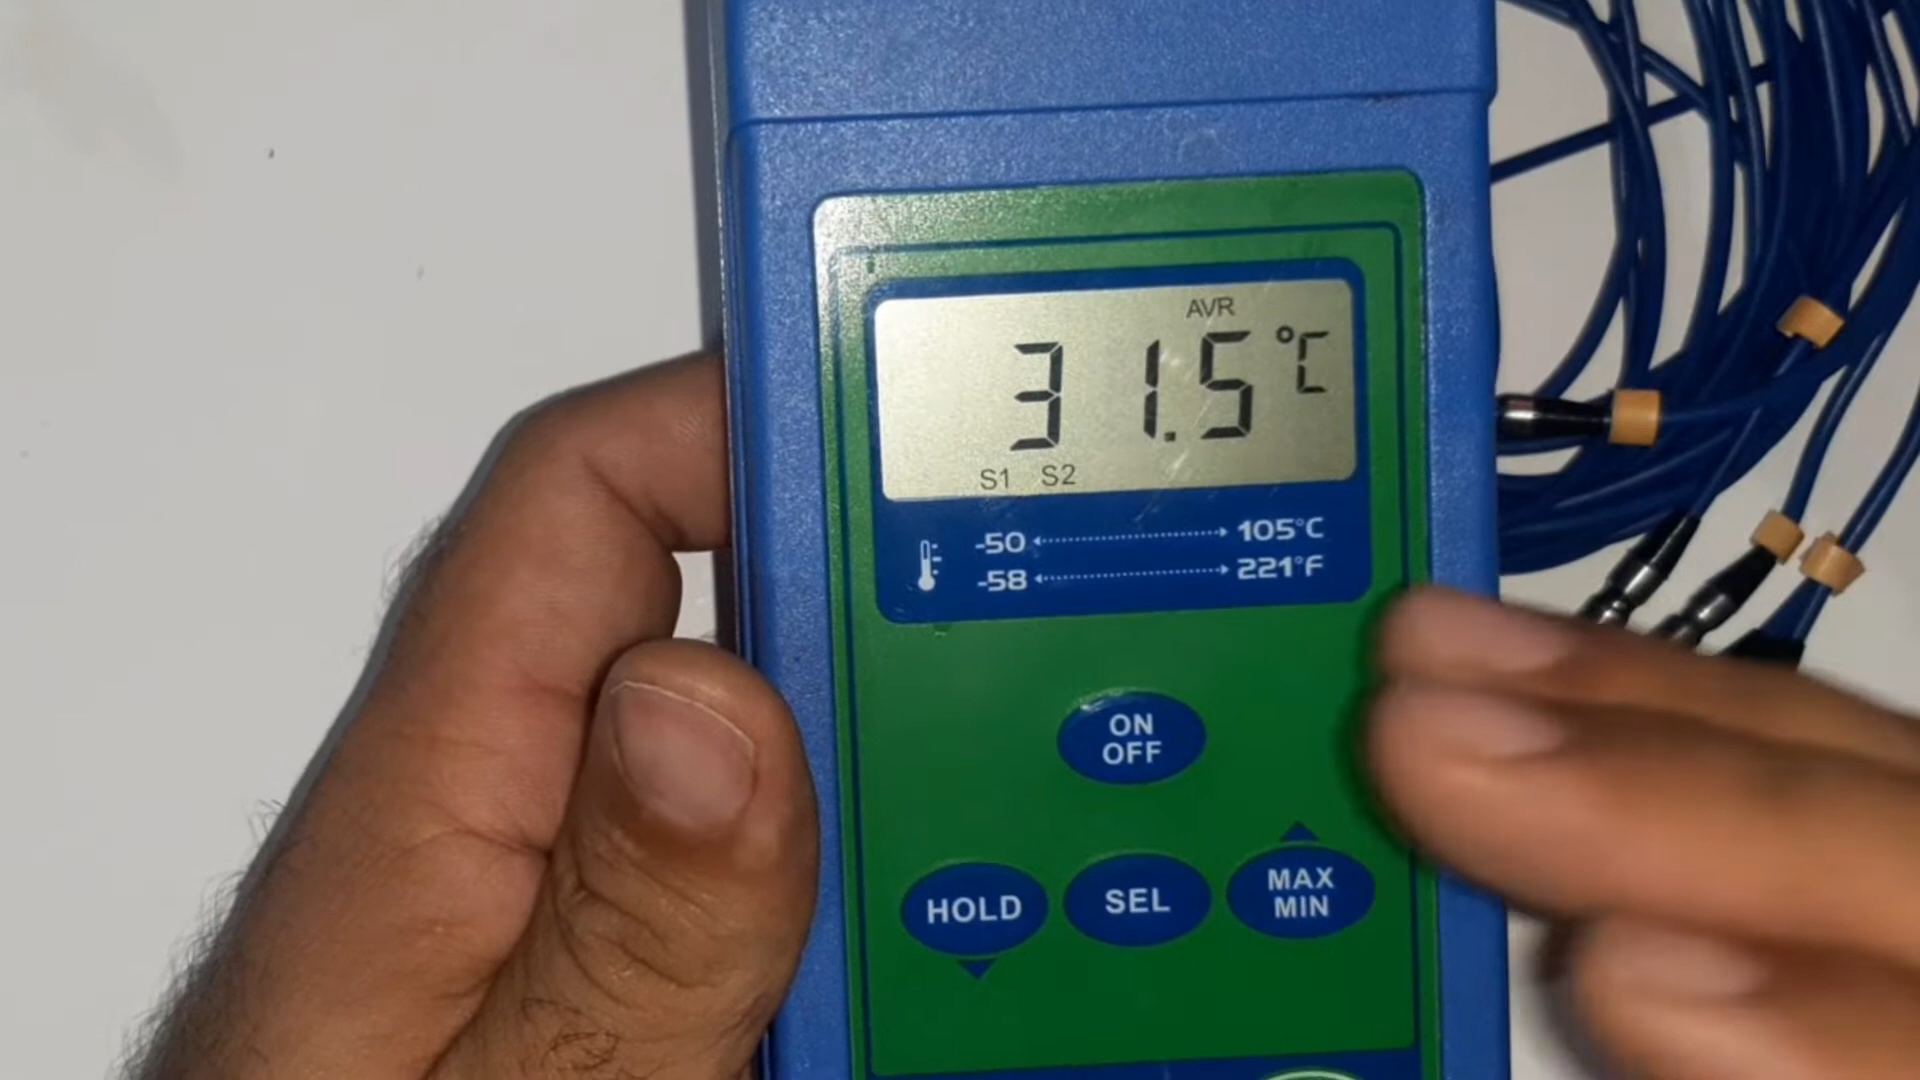 AVR
31.5 °C
S1 S2
-50 105°C
-58 221°F
ON
OFF
HOLD
SEL
MAX
MIN